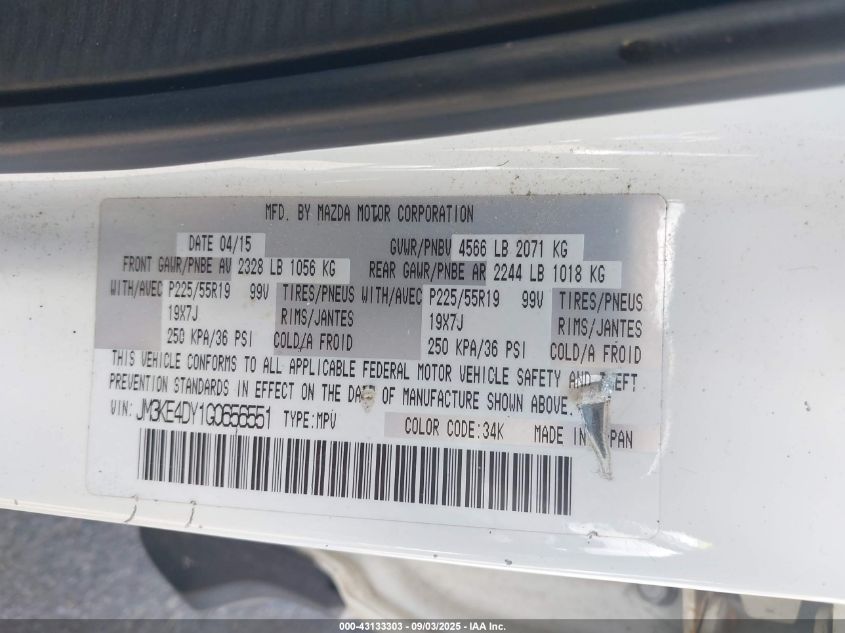 MFD. BY MAZDA MOTOR CORPORATION
DATE 04/15 GVWR/PNBV 4566 LB 2071 KG
FRONT GAWR/PNBE AV 2328 LB 1056 KG REAR GAWR/PNBE AR 2244 LB 1018 KG
WITH/AVEC P225/55R19 99V TIRES/PNEUS WITH/AVEC P225/55R19 99V TIRES/PNEUS
19X7J RIMS/JANTES 19X7J RIMS/JANTES
250 KPA/36 PSI COLD/A FROID 250 KPA/36 PSI COLD/A FROID
THIS VEHICLE CONFORMS TO ALL APPLICABLE FEDERAL MOTOR VEHICLE SAFETY AND THEFT
PREVENTION STANDARDS IN EFFECT ON THE DATE OF MANUFACTURE SHOWN ABOVE.
VIN: JM3KE4DY1G0656551 TYPE:MPV COLOR CODE:34K MADE IN JAPAN
000-43133303 - 09/03/2025 - IAA Inc.